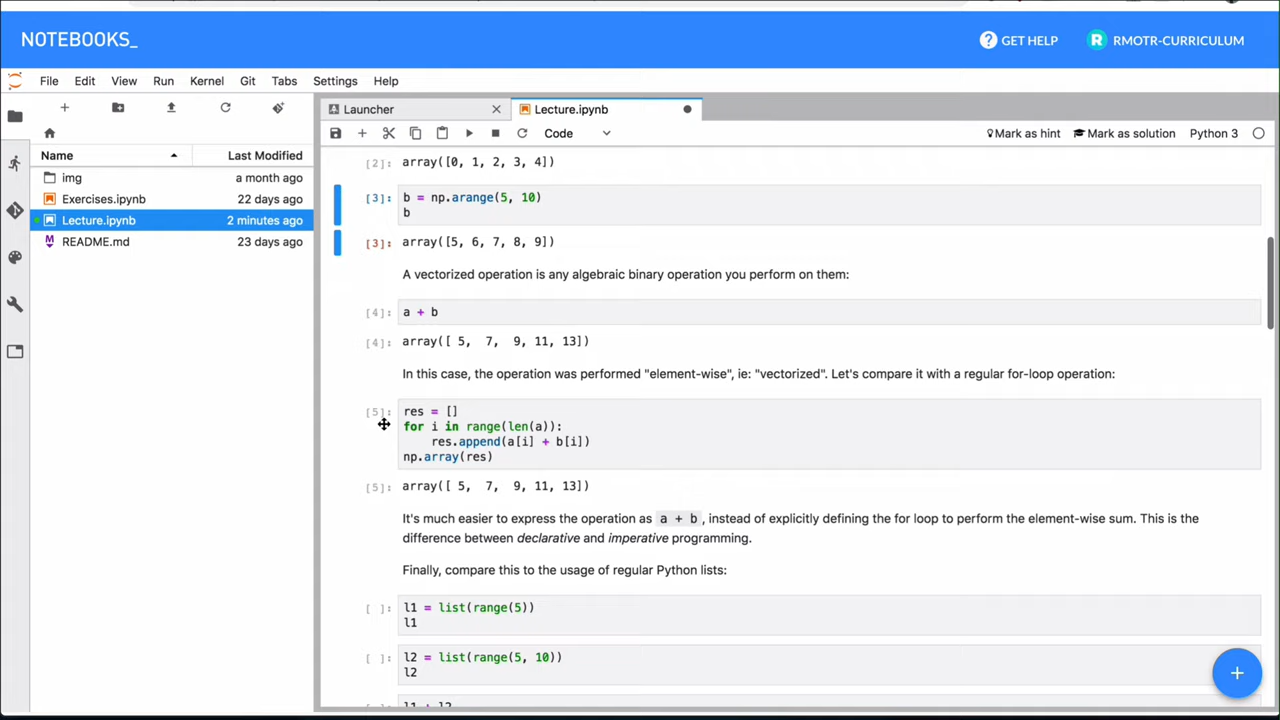 NOTEBOOKS_
GET HELP
R RMOTR-CURRICULUM
File Edit View Run Kernel Git Tabs Settings Help
Launcher
Lecture.ipynb
Code
Mark as hint
Mark as solution
Python 3
Name Last Modified
img a month ago
Exercises.ipynb 22 days ago
Lecture.ipynb 2 minutes ago
README.md 23 days ago
[2]: array([0, 1, 2, 3, 4])
[3]: b = np.arange(5, 10)
b
[3]: array([5, 6, 7, 8, 9])
A vectorized operation is any algebraic binary operation you perform on them:
[4]: a + b
[4]: array([ 5,  7,  9, 11, 13])
In this case, the operation was performed "element-wise", ie: "vectorized". Let's compare it with a regular for-loop operation:
[5]: res = []
for i in range(len(a)):
    res.append(a[i] + b[i])
np.array(res)
[5]: array([ 5,  7,  9, 11, 13])
It's much easier to express the operation as a + b, instead of explicitly defining the for loop to perform the element-wise sum. This is the
difference between declarative and imperative programming.
Finally, compare this to the usage of regular Python lists:
[ ]: l1 = list(range(5))
l1
[ ]: l2 = list(range(5, 10))
l2
[ ]: l1 + l2